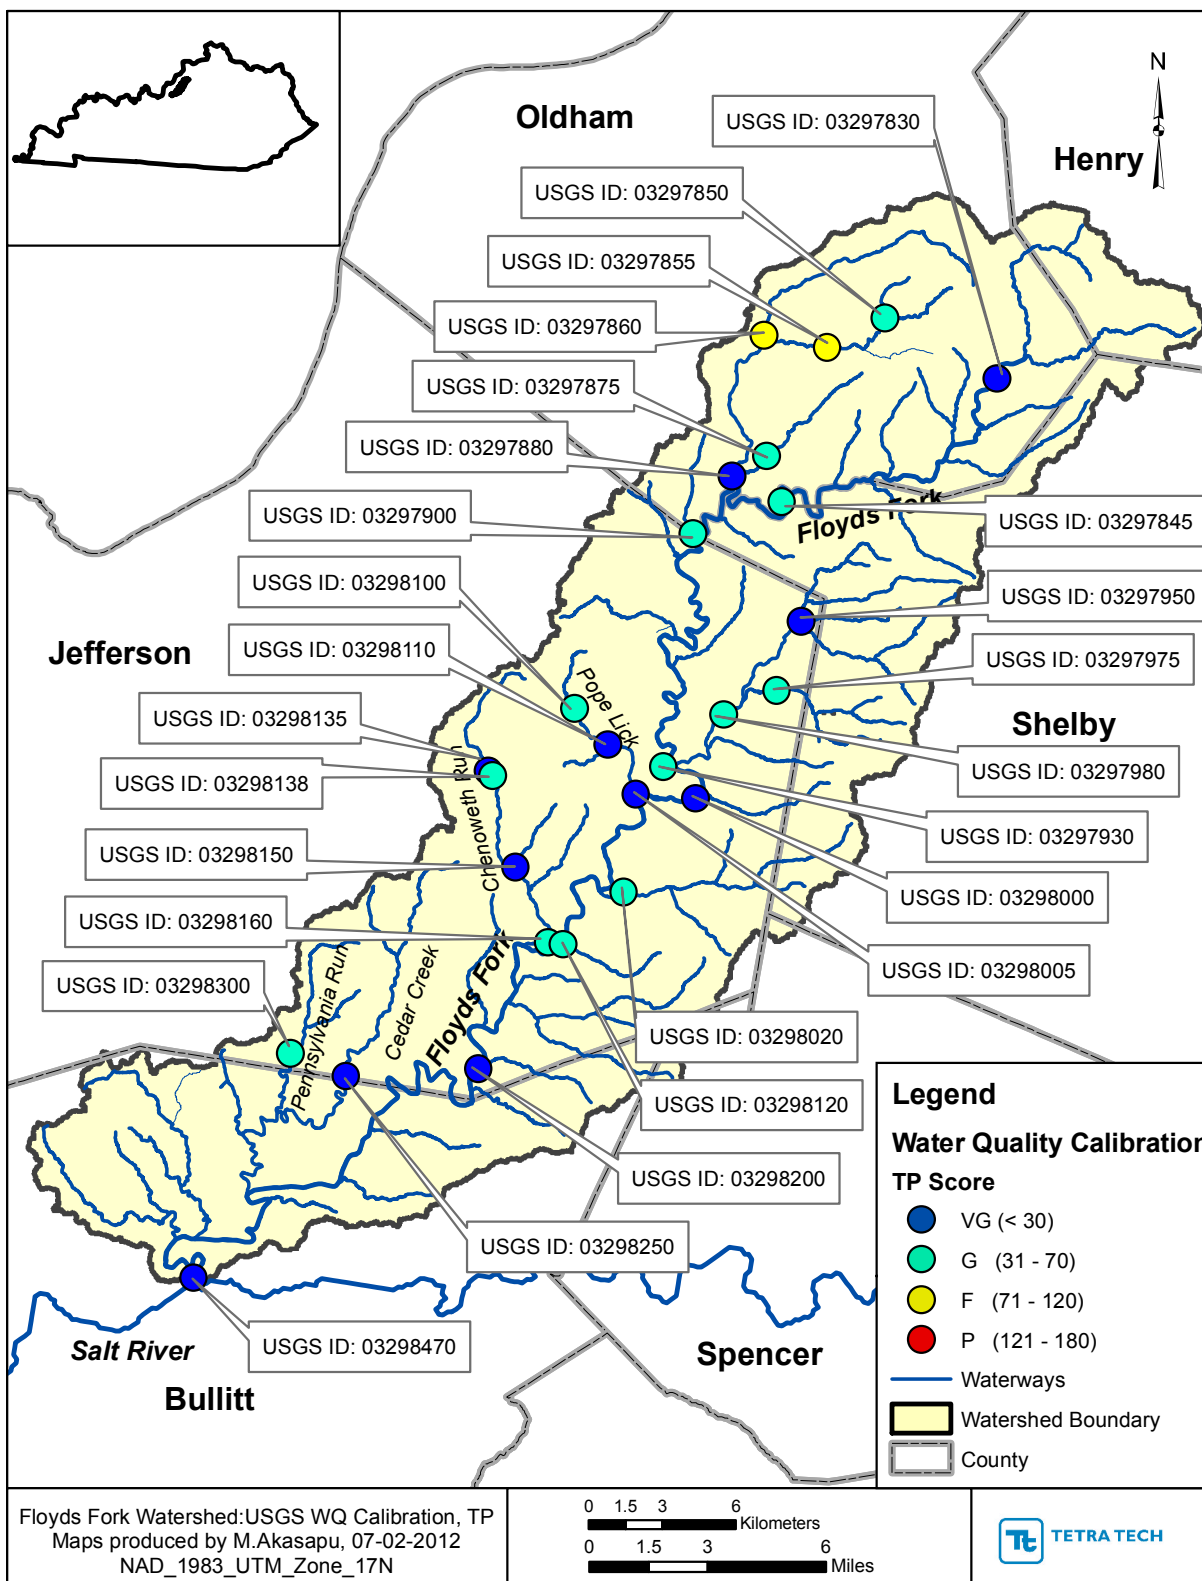 N
Oldham
Henry
USGS ID: 03297830
USGS ID: 03297850
USGS ID: 03297855
USGS ID: 03297860
USGS ID: 03297875
USGS ID: 03297880
USGS ID: 03297900
Floyds Fork
USGS ID: 03297845
USGS ID: 03298100
USGS ID: 03297950
Jefferson
USGS ID: 03298110
USGS ID: 03297975
Pope Lick
USGS ID: 03298135
Shelby
USGS ID: 03298138
USGS ID: 03297980
Chenoweth Run
USGS ID: 03297930
USGS ID: 03298150
USGS ID: 03298000
USGS ID: 03298160
USGS ID: 03298005
USGS ID: 03298300
Pennsylvania Run
Cedar Creek
Floyds Fork
USGS ID: 03298020
USGS ID: 03298120
USGS ID: 03298200
USGS ID: 03298250
USGS ID: 03298470
Salt River
Spencer
Bullitt
Legend
Water Quality Calibration
TP Score
VG (< 30)
G (31 - 70)
F (71 - 120)
P (121 - 180)
Waterways
Watershed Boundary
County
Floyds Fork Watershed:USGS WQ Calibration, TP
Maps produced by M.Akasapu, 07-02-2012
NAD_1983_UTM_Zone_17N
0 1.5 3 6
Kilometers
0 1.5 3 6
Miles
Tt TETRA TECH